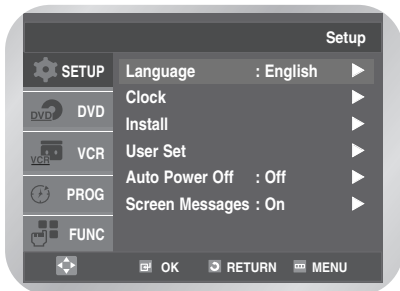 Setup
SETUP
Language : English
Clock
DVD DVD
Install
VCR VCR
User Set
Auto Power Off : Off
PROG
Screen Messages : On
FUNC
OK RETURN MENU